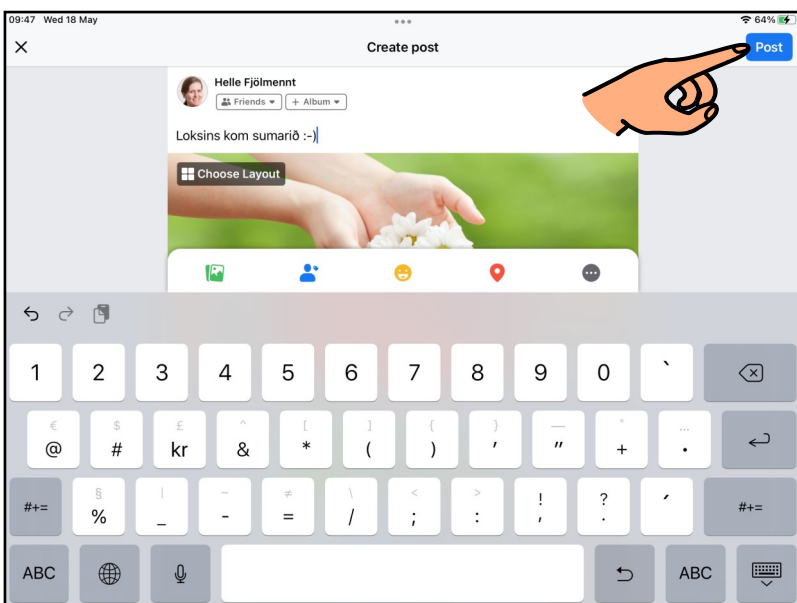 09:47 Wed 18 May 64%
Create post Post
Helle Fjölmennt
Friends + Album
Loksins kom sumarið :-)
Choose Layout
1 2 3 4 5 6 7 8 9 0 `
€ $ £ ^ [ ] { } — ° …
@ # kr & * ( ) ' " + •
§ | ~ ≠ \ < > ! ? ´
#+= % _ - = / ; : , . #+=
ABC ABC